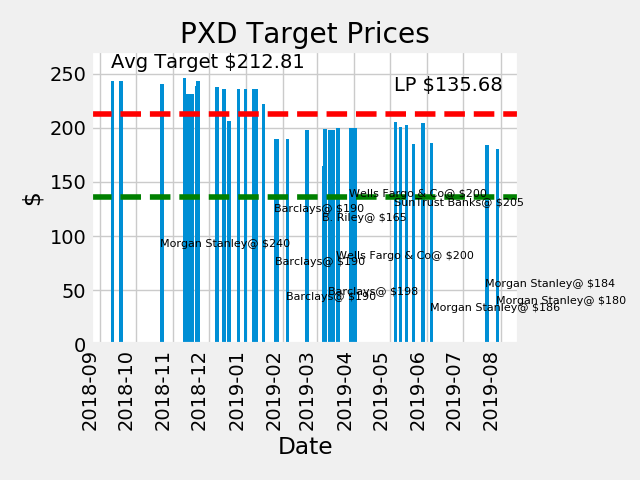 PXD Target Prices
Avg Target $212.81
LP $135.68
250
200
150
100
50
0
$
Wells Fargo & Co@ $200
SunTrust Banks@ $205
Barclays@ $190
B. Riley@ $165
Morgan Stanley@ $240
Wells Fargo & Co@ $200
Barclays@ $190
Morgan Stanley@ $184
Barclays@ $198
Barclays@ $190
Morgan Stanley@ $180
Morgan Stanley@ $186
2018-09
2018-10
2018-11
2018-12
2019-01
2019-02
2019-03
2019-04
2019-05
2019-06
2019-07
2019-08
Date